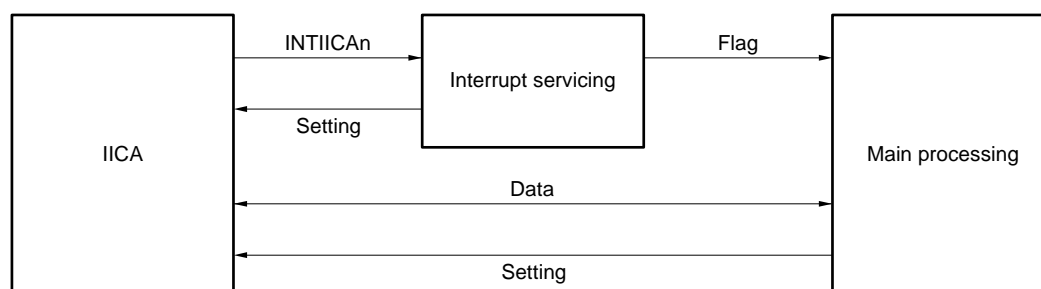 INTIICAn
Flag
Interrupt servicing
Setting
IICA
Main processing
Data
Setting